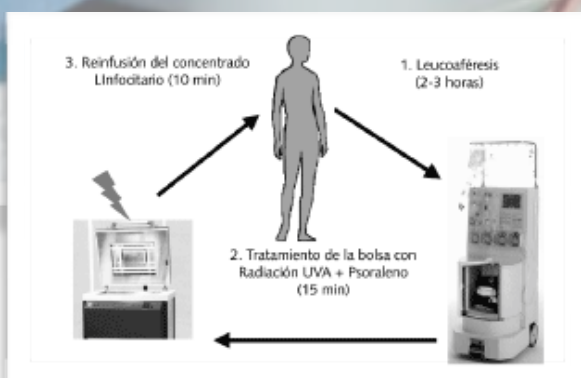 3. Reinfusión del concentrado
LInfocitario (10 min)
1. Leucoaféresis
(2-3 horas)
2. Tratamiento de la bolsa con
Radiación UVA + Psoraleno
(15 min)